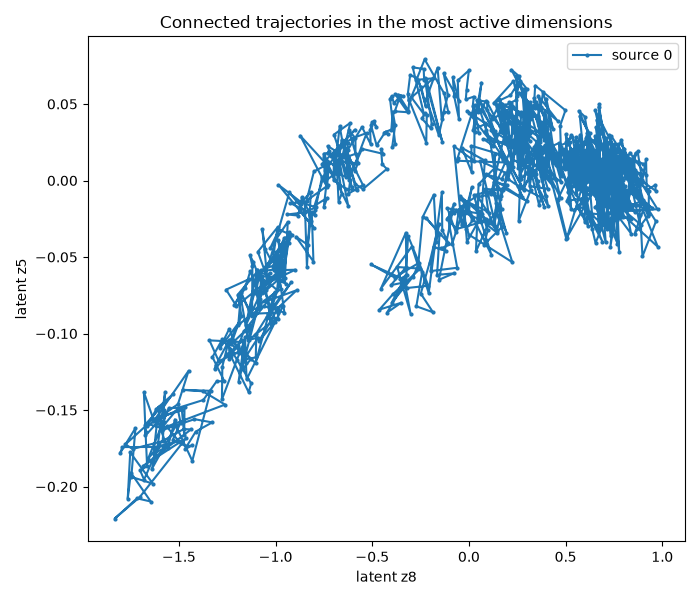 Connected trajectories in the most active dimensions
source 0
0.05
0.00
−0.05
−0.10
−0.15
−0.20
latent z5
−1.5 −1.0 −0.5 0.0 0.5 1.0
latent z8